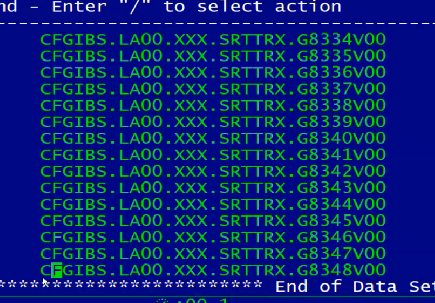 nd - Enter "/" to select action
CFGIBS.LA00.XXX.SRTTRX.G8334V00
CFGIBS.LA00.XXX.SRTTRX.G8335V00
CFGIBS.LA00.XXX.SRTTRX.G8336V00
CFGIBS.LA00.XXX.SRTTRX.G8337V00
CFGIBS.LA00.XXX.SRTTRX.G8338V00
CFGIBS.LA00.XXX.SRTTRX.G8339V00
CFGIBS.LA00.XXX.SRTTRX.G8340V00
CFGIBS.LA00.XXX.SRTTRX.G8341V00
CFGIBS.LA00.XXX.SRTTRX.G8342V00
CFGIBS.LA00.XXX.SRTTRX.G8343V00
CFGIBS.LA00.XXX.SRTTRX.G8344V00
CFGIBS.LA00.XXX.SRTTRX.G8345V00
CFGIBS.LA00.XXX.SRTTRX.G8346V00
CFGIBS.LA00.XXX.SRTTRX.G8347V00
CFGIBS.LA00.XXX.SRTTRX.G8348V00
************************ End of Data Se